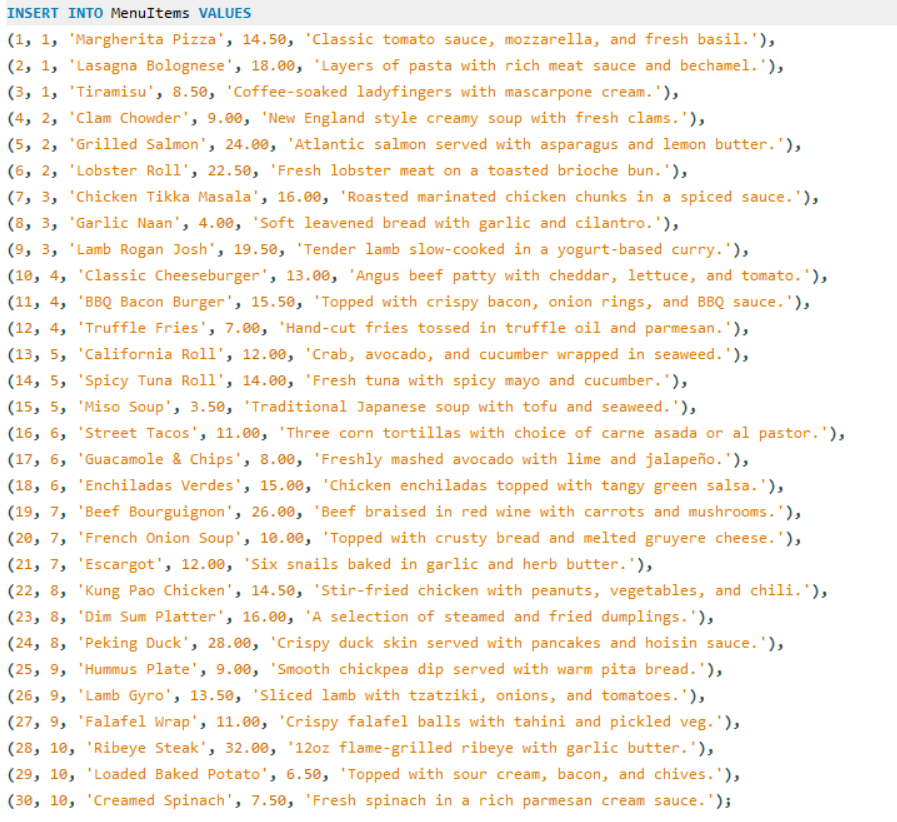 INSERT INTO MenuItems VALUES
(1, 1, 'Margherita Pizza', 14.50, 'Classic tomato sauce, mozzarella, and fresh basil.'),
(2, 1, 'Lasagna Bolognese', 18.00, 'Layers of pasta with rich meat sauce and bechamel.'),
(3, 1, 'Tiramisu', 8.50, 'Coffee-soaked ladyfingers with mascarpone cream.'),
(4, 2, 'Clam Chowder', 9.00, 'New England style creamy soup with fresh clams.'),
(5, 2, 'Grilled Salmon', 24.00, 'Atlantic salmon served with asparagus and lemon butter.'),
(6, 2, 'Lobster Roll', 22.50, 'Fresh lobster meat on a toasted brioche bun.'),
(7, 3, 'Chicken Tikka Masala', 16.00, 'Roasted marinated chicken chunks in a spiced sauce.'),
(8, 3, 'Garlic Naan', 4.00, 'Soft leavened bread with garlic and cilantro.'),
(9, 3, 'Lamb Rogan Josh', 19.50, 'Tender lamb slow-cooked in a yogurt-based curry.'),
(10, 4, 'Classic Cheeseburger', 13.00, 'Angus beef patty with cheddar, lettuce, and tomato.'),
(11, 4, 'BBQ Bacon Burger', 15.50, 'Topped with crispy bacon, onion rings, and BBQ sauce.'),
(12, 4, 'Truffle Fries', 7.00, 'Hand-cut fries tossed in truffle oil and parmesan.'),
(13, 5, 'California Roll', 12.00, 'Crab, avocado, and cucumber wrapped in seaweed.'),
(14, 5, 'Spicy Tuna Roll', 14.00, 'Fresh tuna with spicy mayo and cucumber.'),
(15, 5, 'Miso Soup', 3.50, 'Traditional Japanese soup with tofu and seaweed.'),
(16, 6, 'Street Tacos', 11.00, 'Three corn tortillas with choice of carne asada or al pastor.'),
(17, 6, 'Guacamole & Chips', 8.00, 'Freshly mashed avocado with lime and jalapeño.'),
(18, 6, 'Enchiladas Verdes', 15.00, 'Chicken enchiladas topped with tangy green salsa.'),
(19, 7, 'Beef Bourguignon', 26.00, 'Beef braised in red wine with carrots and mushrooms.'),
(20, 7, 'French Onion Soup', 10.00, 'Topped with crusty bread and melted gruyere cheese.'),
(21, 7, 'Escargot', 12.00, 'Six snails baked in garlic and herb butter.'),
(22, 8, 'Kung Pao Chicken', 14.50, 'Stir-fried chicken with peanuts, vegetables, and chili.'),
(23, 8, 'Dim Sum Platter', 16.00, 'A selection of steamed and fried dumplings.'),
(24, 8, 'Peking Duck', 28.00, 'Crispy duck skin served with pancakes and hoisin sauce.'),
(25, 9, 'Hummus Plate', 9.00, 'Smooth chickpea dip served with warm pita bread.'),
(26, 9, 'Lamb Gyro', 13.50, 'Sliced lamb with tzatziki, onions, and tomatoes.'),
(27, 9, 'Falafel Wrap', 11.00, 'Crispy falafel balls with tahini and pickled veg.'),
(28, 10, 'Ribeye Steak', 32.00, '12oz flame-grilled ribeye with garlic butter.'),
(29, 10, 'Loaded Baked Potato', 6.50, 'Topped with sour cream, bacon, and chives.'),
(30, 10, 'Creamed Spinach', 7.50, 'Fresh spinach in a rich parmesan cream sauce.');